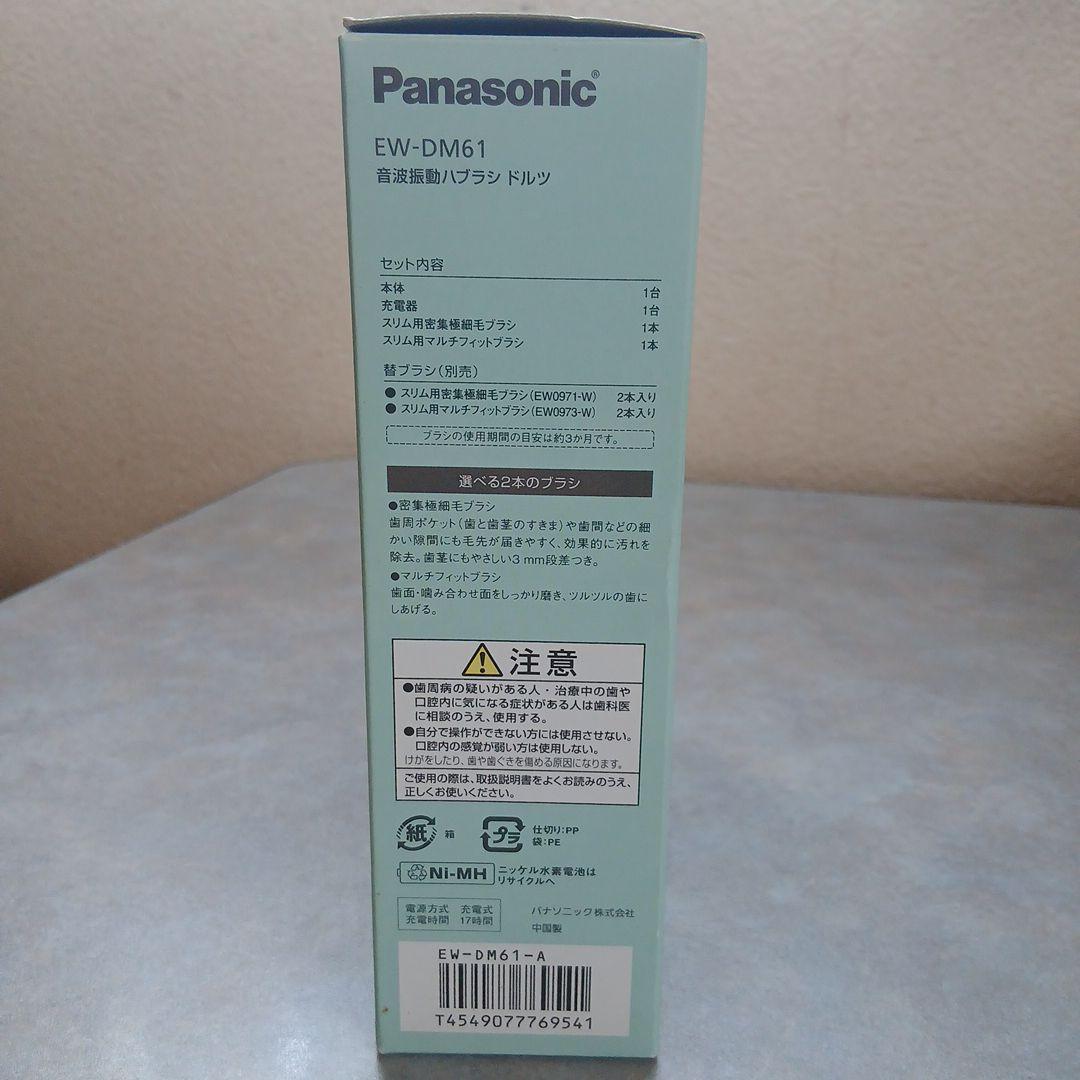 Panasonic®
EW-DM61
音波振動ハブラシ ドルツ
セット内容
本体 1台
充電器 1台
スリム用密集極細毛ブラシ 1本
スリム用マルチフィットブラシ 1本
替ブラシ(別売)
● スリム用密集極細毛ブラシ(EW0971-W) 2本入り
● スリム用マルチフィットブラシ(EW0973-W) 2本入り
ブラシの使用期間の目安は約3か月です。
選べる2本のブラシ
●密集極細毛ブラシ
歯周ポケット(歯と歯茎のすきま)や歯間などの細
かい隙間にも毛先が届きやすく、効果的に汚れを
除去。歯茎にもやさしい3 mm段差つき。
●マルチフィットブラシ
歯面・噛み合わせ面をしっかり磨き、ツルツルの歯に
しあげる。
注意
●歯周病の疑いがある人・治療中の歯や
口腔内に気になる症状がある人は歯科医
に相談のうえ、使用する。
●自分で操作ができない方には使用させない。
口腔内の感覚が弱い方は使用しない。
けがをしたり、歯や歯ぐきを傷める原因になります。
ご使用の際は、取扱説明書をよくお読みのうえ、
正しくお使いください。
紙 箱
プラ 仕切り:PP
袋:PE
Ni-MH ニッケル水素電池は
リサイクルへ
電源方式 充電式
充電時間 17時間
パナソニック株式会社
中国製
EW-DM61-A
T4549077769541